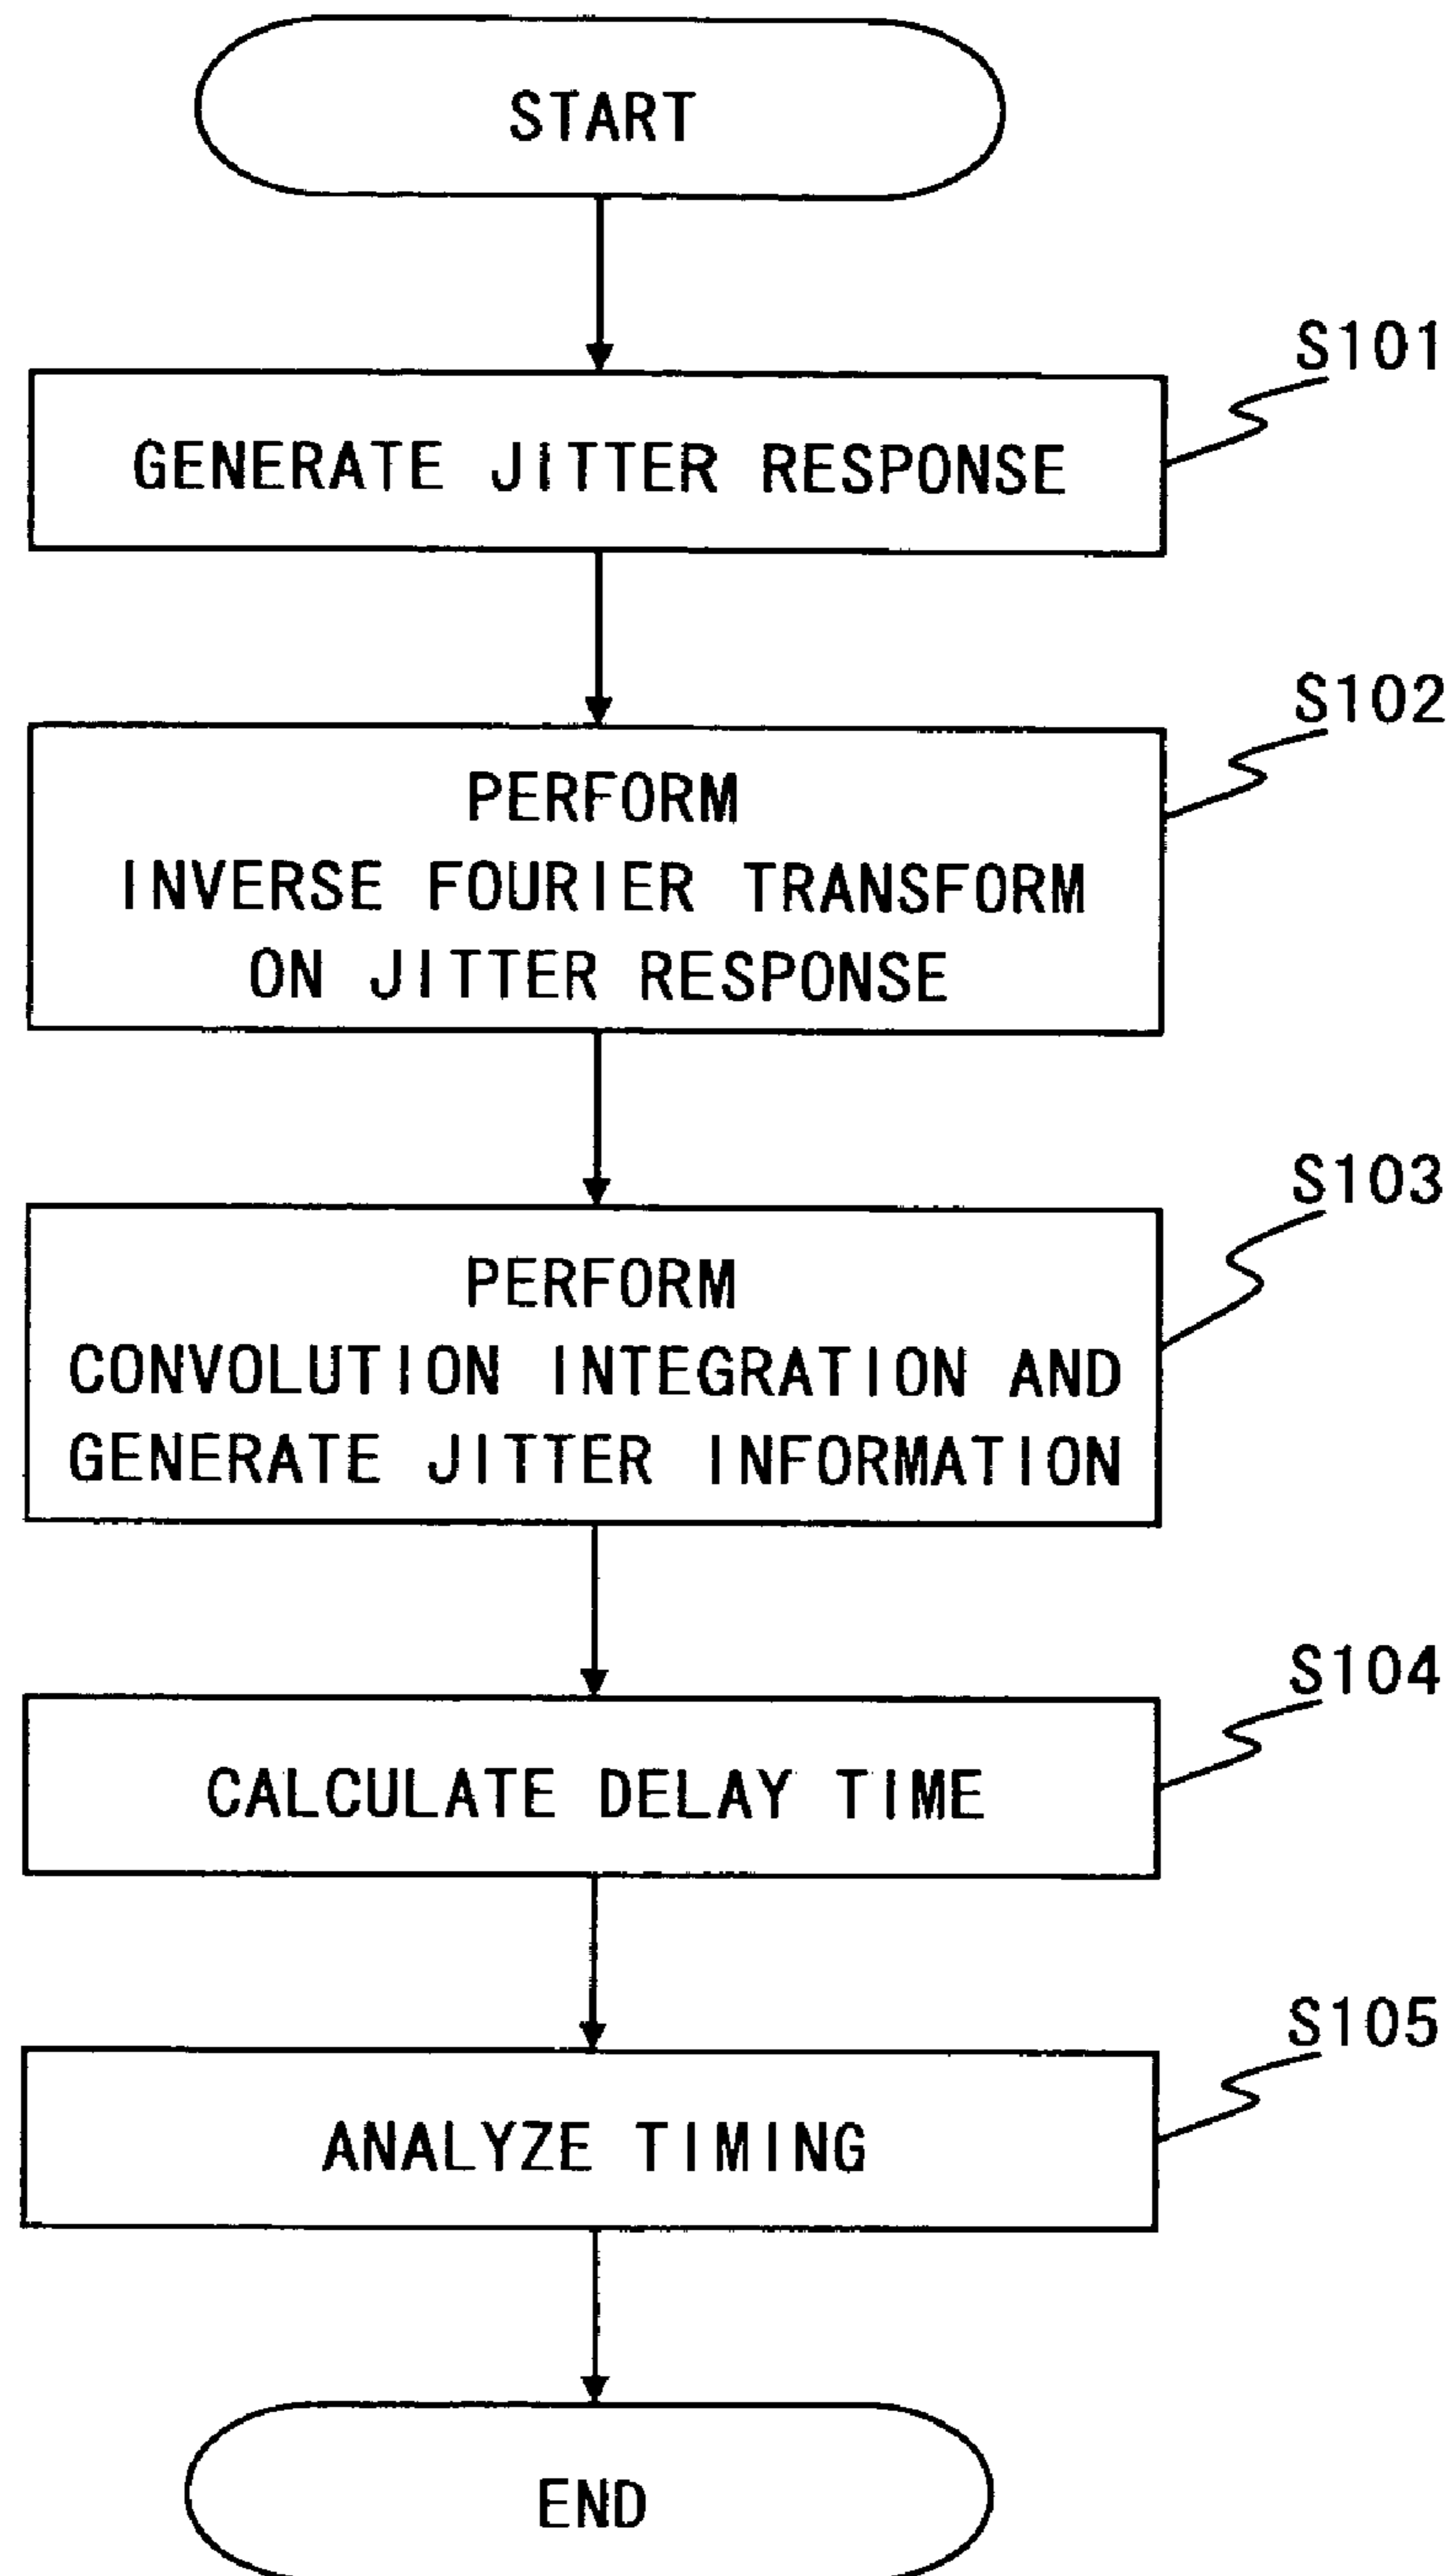 START
S101
GENERATE JITTER RESPONSE
S102
PERFORM
INVERSE FOURIER TRANSFORM
ON JITTER RESPONSE
S103
PERFORM
CONVOLUTION INTEGRATION AND
GENERATE JITTER INFORMATION
S104
CALCULATE DELAY TIME
S105
ANALYZE TIMING
END